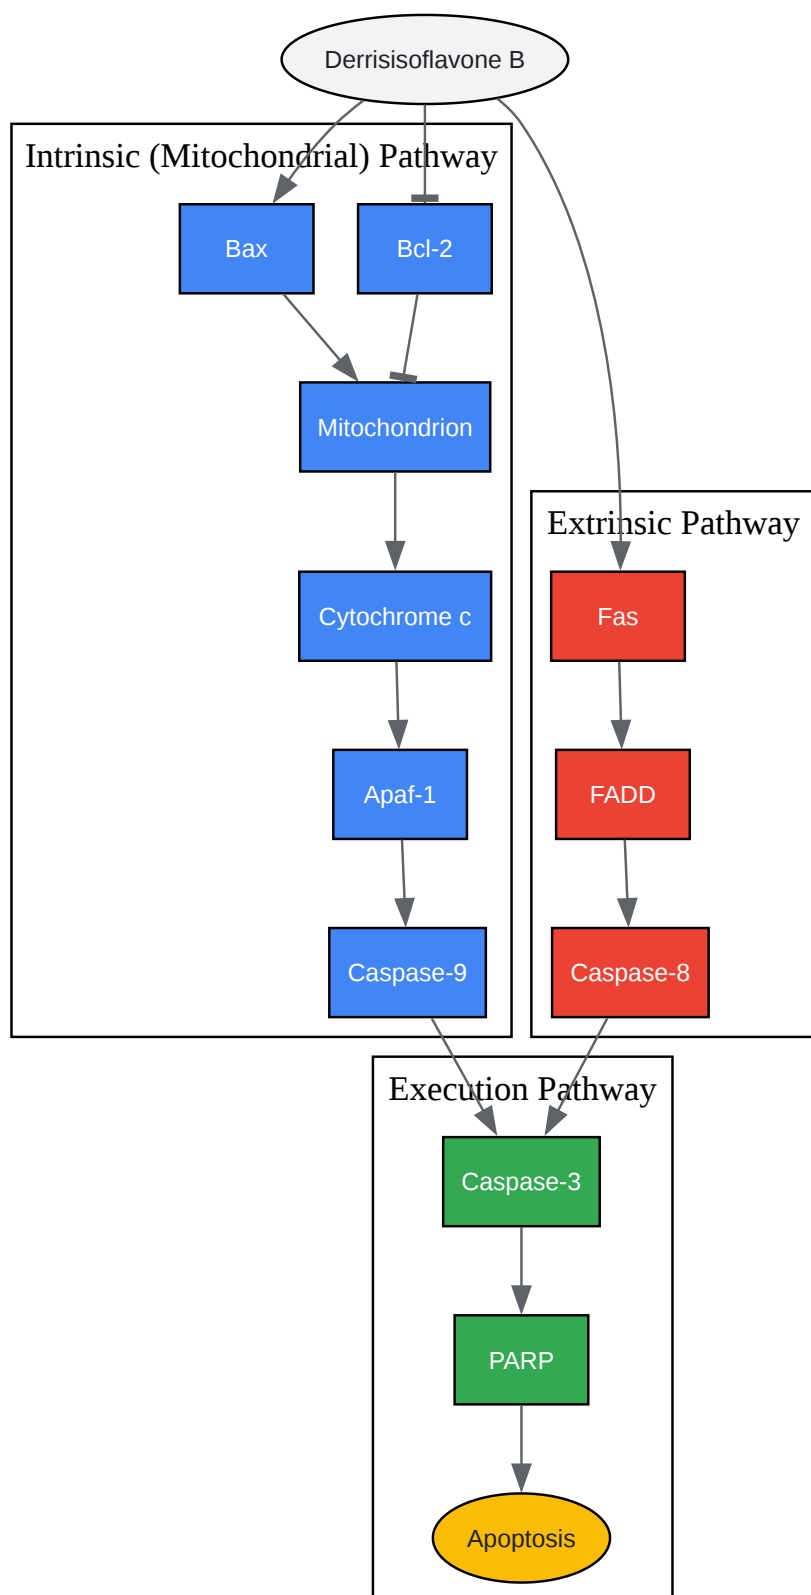 Derrisisoflavone B
Intrinsic (Mitochondrial) Pathway
Bax
Bcl-2
Mitochondrion
Extrinsic Pathway
Cytochrome c
Fas
Apaf-1
FADD
Caspase-9
Caspase-8
Execution Pathway
Caspase-3
PARP
Apoptosis